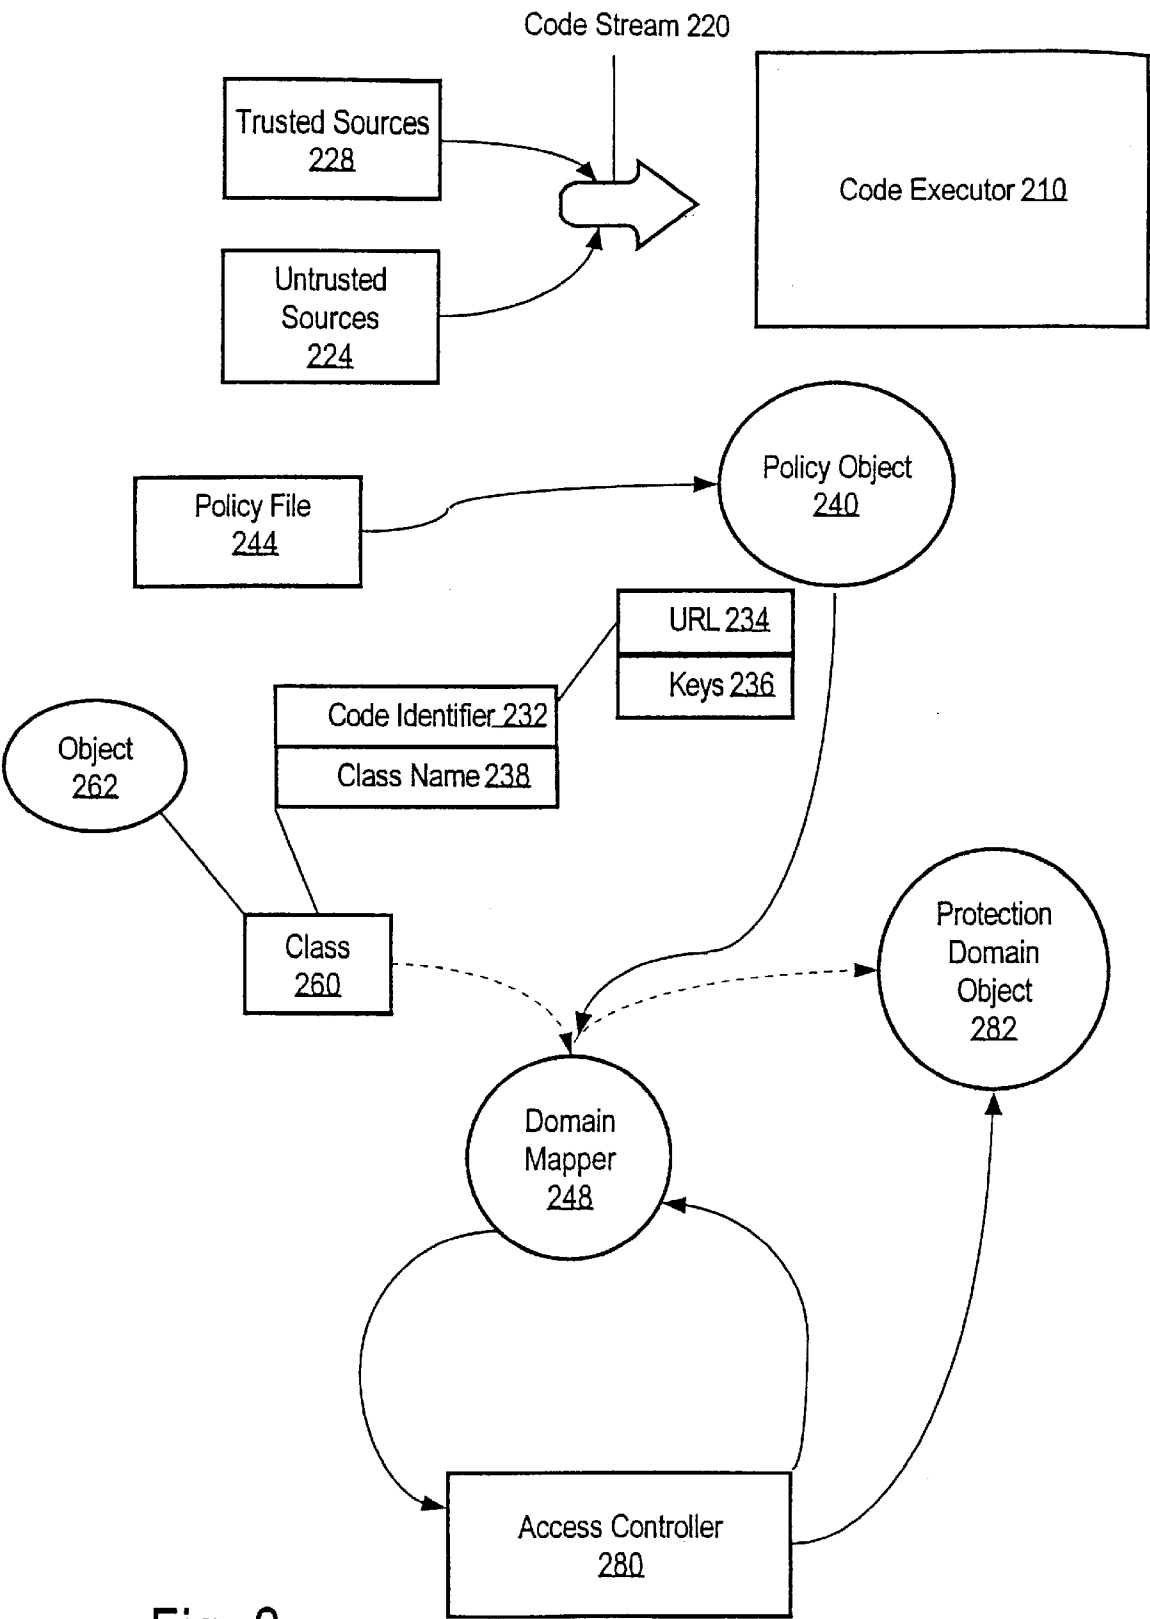 Code Stream 220
Trusted Sources
228
Code Executor 210
Untrusted
Sources
224
Policy Object
240
Policy File
244
URL 234
Keys 236
Code Identifier 232
Class Name 238
Object
262
Class
260
Protection
Domain
Object
282
Domain
Mapper
248
Access Controller
280
Fig.